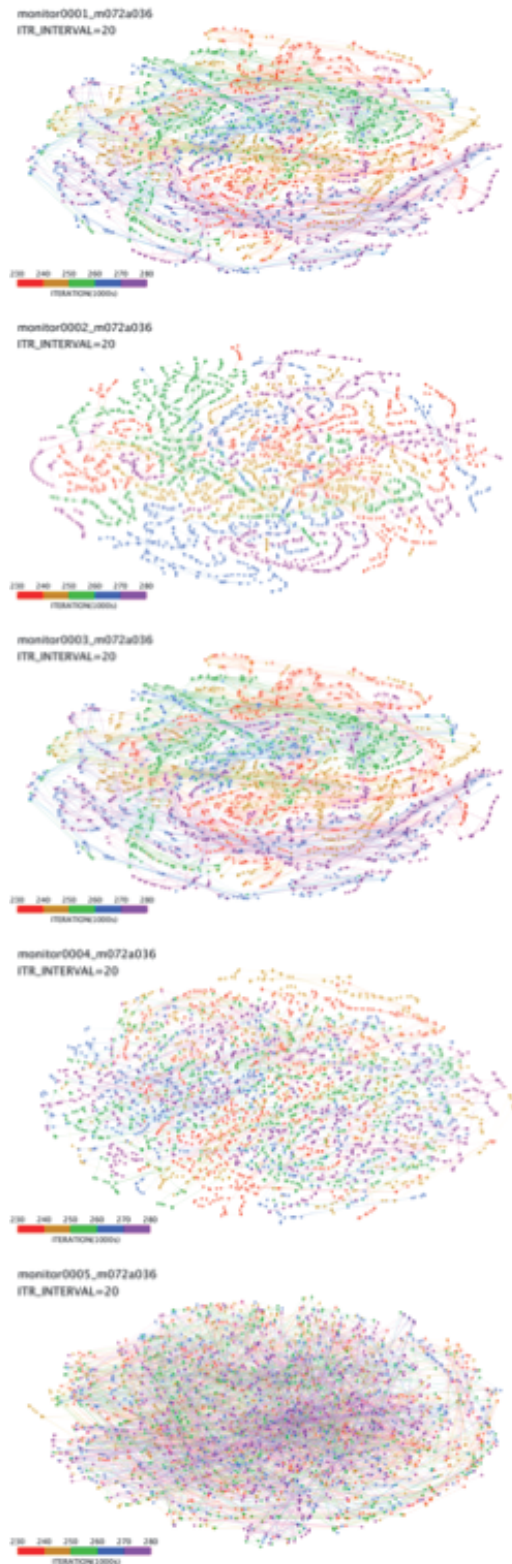 monitor0001_m072a036
ITR_INTERVAL=20
230 240 250 260 270 280
ITERATION(1000s)
monitor0002_m072a036
ITR_INTERVAL=20
230 240 250 260 270 280
ITERATION(1000s)
monitor0003_m072a036
ITR_INTERVAL=20
230 240 250 260 270 280
ITERATION(1000s)
monitor0004_m072a036
ITR_INTERVAL=20
230 240 250 260 270 280
ITERATION(1000s)
monitor0005_m072a036
ITR_INTERVAL=20
230 240 250 260 270 280
ITERATION(1000s)